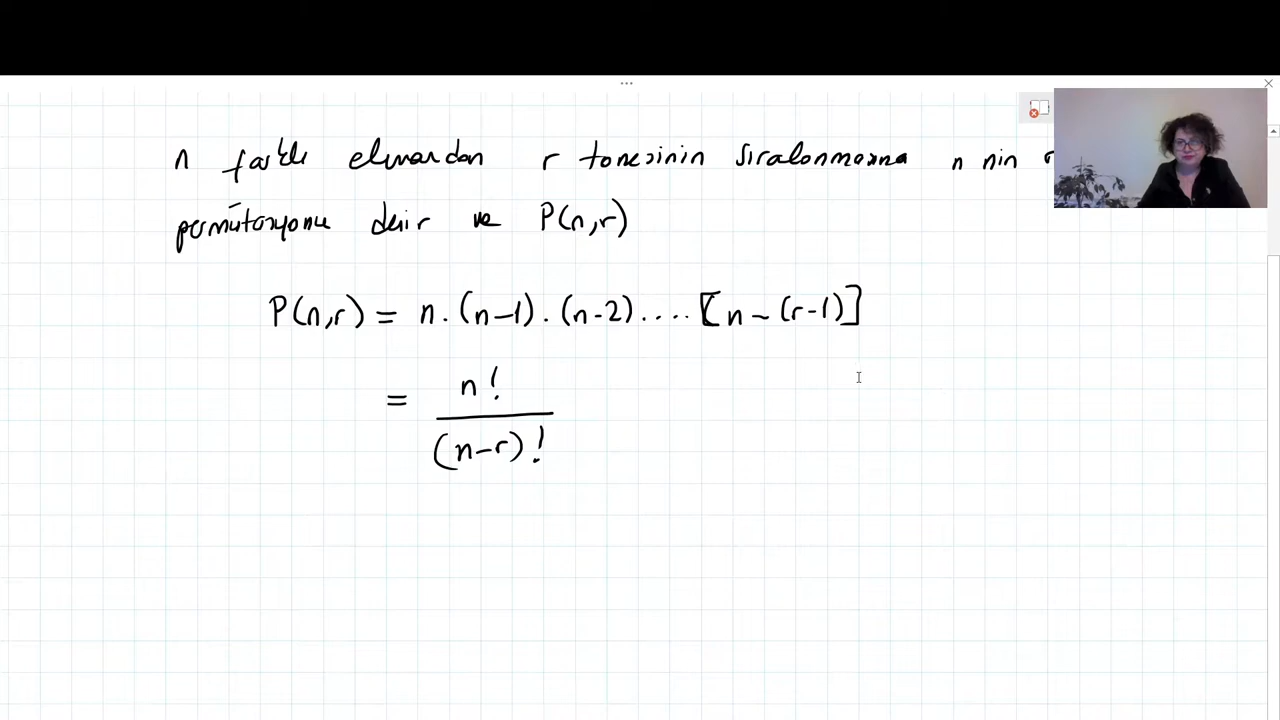 n farklı elemandan r tanesinin sıralanmasına n nin
permütasyonu denir ve P(n,r)
P(n,r) = n.(n-1).(n-2)....[n-(r-1)]
= n!
(n-r)!